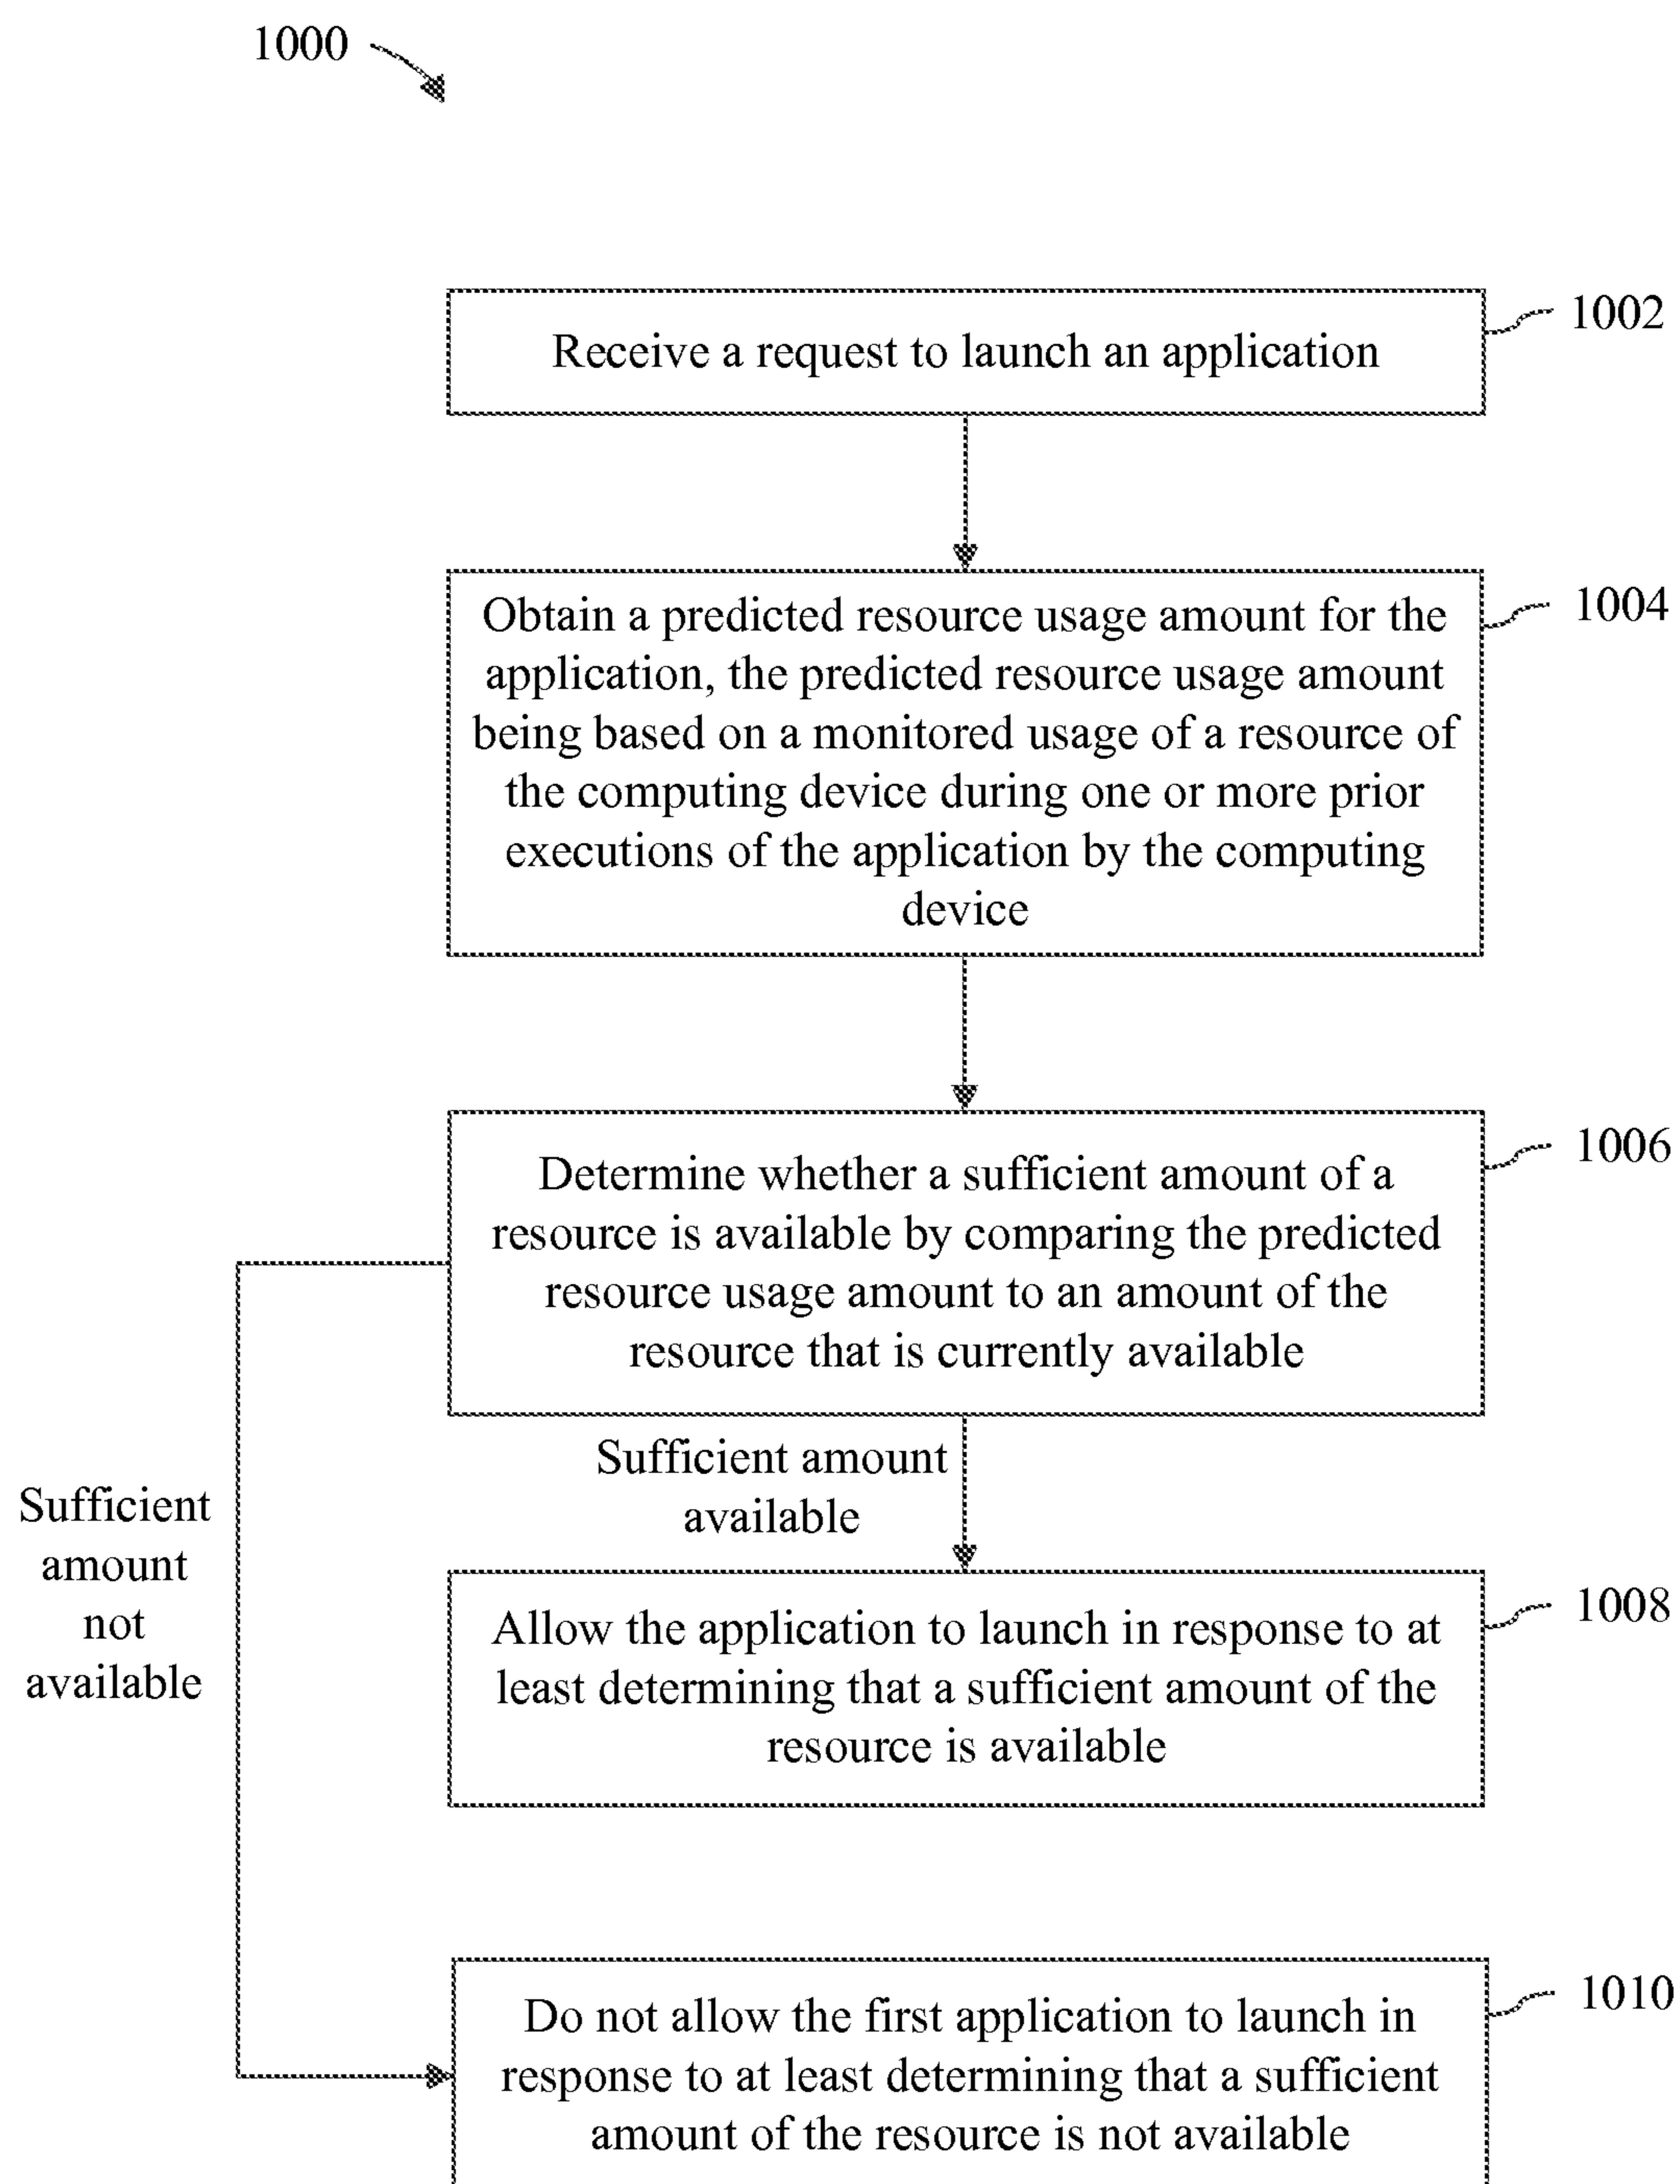 1000
Receive a request to launch an application
1002
Obtain a predicted resource usage amount for the
application, the predicted resource usage amount
being based on a monitored usage of a resource of
the computing device during one or more prior
executions of the application by the computing
device
1004
Determine whether a sufficient amount of a
resource is available by comparing the predicted
resource usage amount to an amount of the
resource that is currently available
1006
Sufficient amount
available
Sufficient
amount
not
available
Allow the application to launch in response to at
least determining that a sufficient amount of the
resource is available
1008
Do not allow the first application to launch in
response to at least determining that a sufficient
amount of the resource is not available
1010